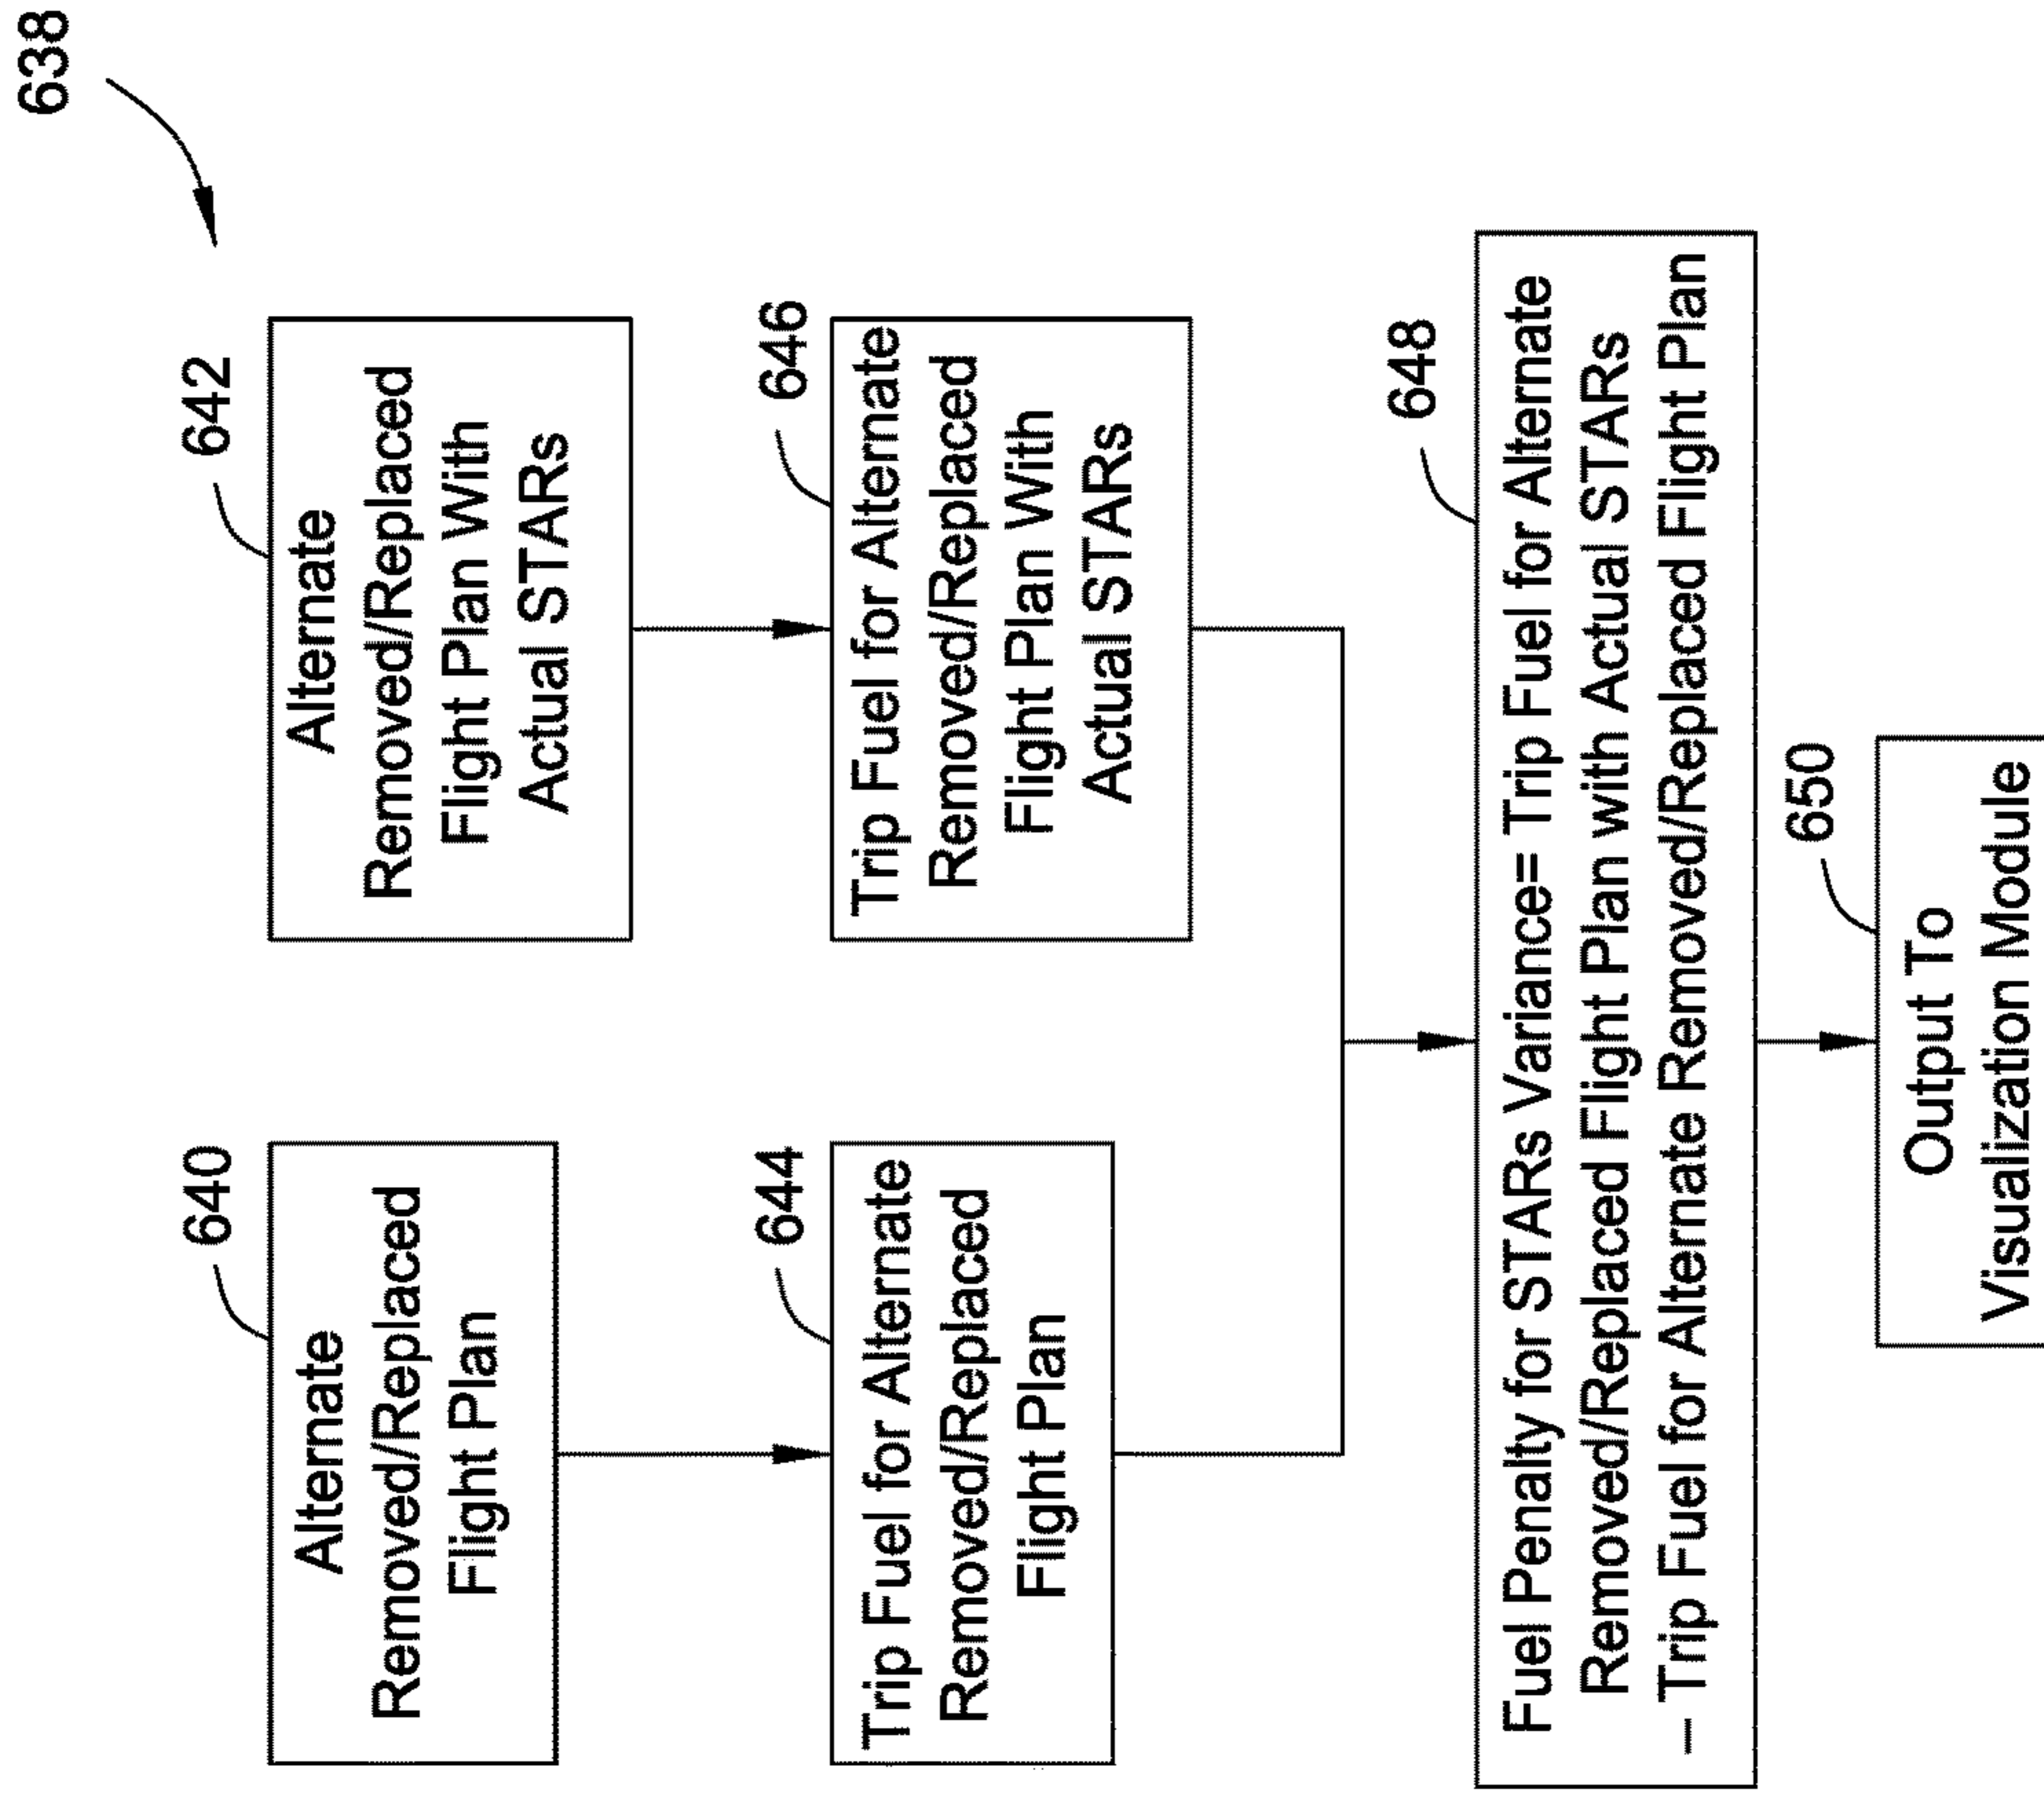 638
640
Alternate
Removed/Replaced
Flight Plan
642
Alternate
Removed/Replaced
Flight Plan With
Actual STARs
644
Trip Fuel for Alternate
Removed/Replaced
Flight Plan
646
Trip Fuel for Alternate
Removed/Replaced
Flight Plan With
Actual STARs
648
Fuel Penalty for STARs Variance= Trip Fuel for Alternate
Removed/Replaced Flight Plan with Actual STARs
– Trip Fuel for Alternate Removed/Replaced Flight Plan
650
Output To
Visualization Module